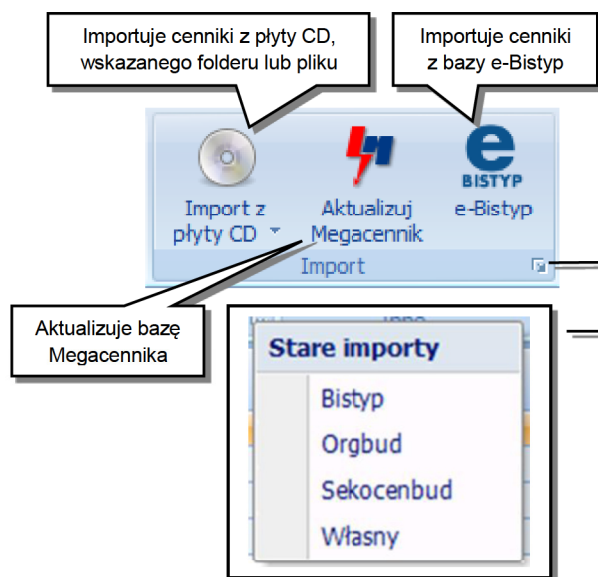 Importuje cenniki z płyty CD,
wskazanego folderu lub pliku
Importuje cenniki
z bazy e-Bistyp
e
BISTYP
Import z
płyty CD
Aktualizuj
Megacennik
e-Bistyp
Import
Aktualizuje bazę
Megacennika
Stare importy
Bistyp
Orgbud
Sekocenbud
Własny